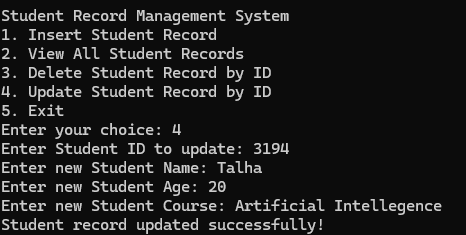 Student Record Management System
1. Insert Student Record
2. View All Student Records
3. Delete Student Record by ID
4. Update Student Record by ID
5. Exit
Enter your choice: 4
Enter Student ID to update: 3194
Enter new Student Name: Talha
Enter new Student Age: 20
Enter new Student Course: Artificial Intellegence
Student record updated successfully!